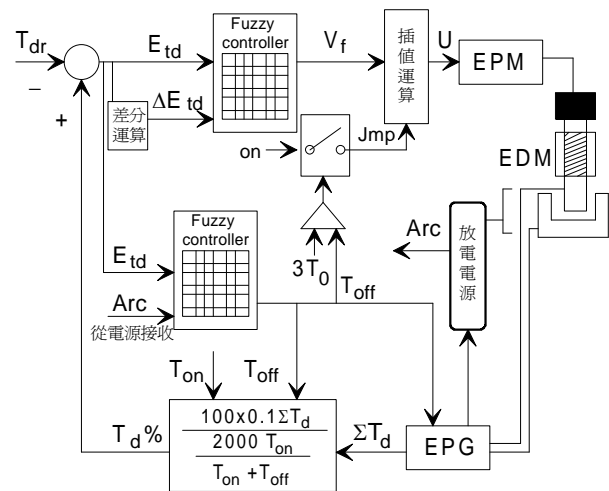 T_dr
−
+
E_td
差分
運算
ΔE_td
Fuzzy
controller
V_f
插
值
運
算
U
EPM
on
Jmp
EDM
3T_0
T_off
Arc
放
電
電
源
Fuzzy
controller
E_td
Arc
從電源接收
T_on
T_off
T_d%
100x0.1ΣT_d
2000 T_on
T_on +T_off
ΣT_d
EPG